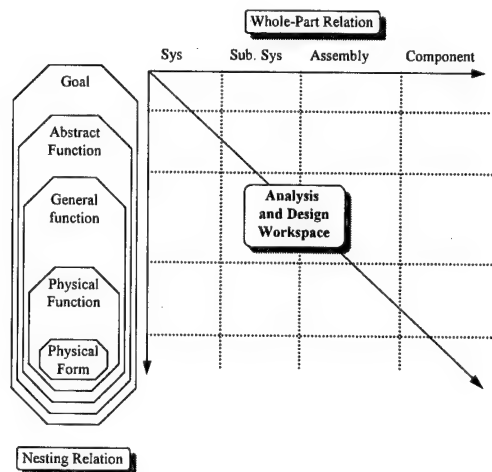 Whole-Part Relation
Sys Sub. Sys Assembly Component
Goal
Abstract
Function
General
function
Analysis
and Design
Workspace
Physical
Function
Physical
Form
Nesting Relation